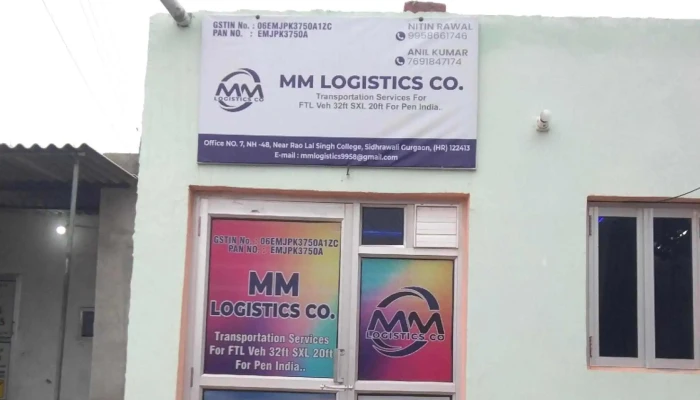 GSTIN No. : 06EMJPK3750A1ZC
PAN NO. : EMJPK3750A
NITIN RAWAL
9958661746
ANIL KUMAR
7691847174
MM
LOGISTICS CO
MM LOGISTICS CO.
Transportation Services For
FTL Veh 32ft SXL 20ft For Pen India..
Office NO. 7, NH -48, Near Rao Lal Singh College, Sidhrawali Gurgaon, (HR) 122413
E-mail : mmlogistics9958@gmail.com
GSTIN No. : 06EMJPK3750A1ZC
PAN NO. : EMJPK3750A
MM
LOGISTICS CO.
Transportation Services
For FTL Veh 32ft SXL 20ft
For Pan India..
MM
LOGISTICS CO